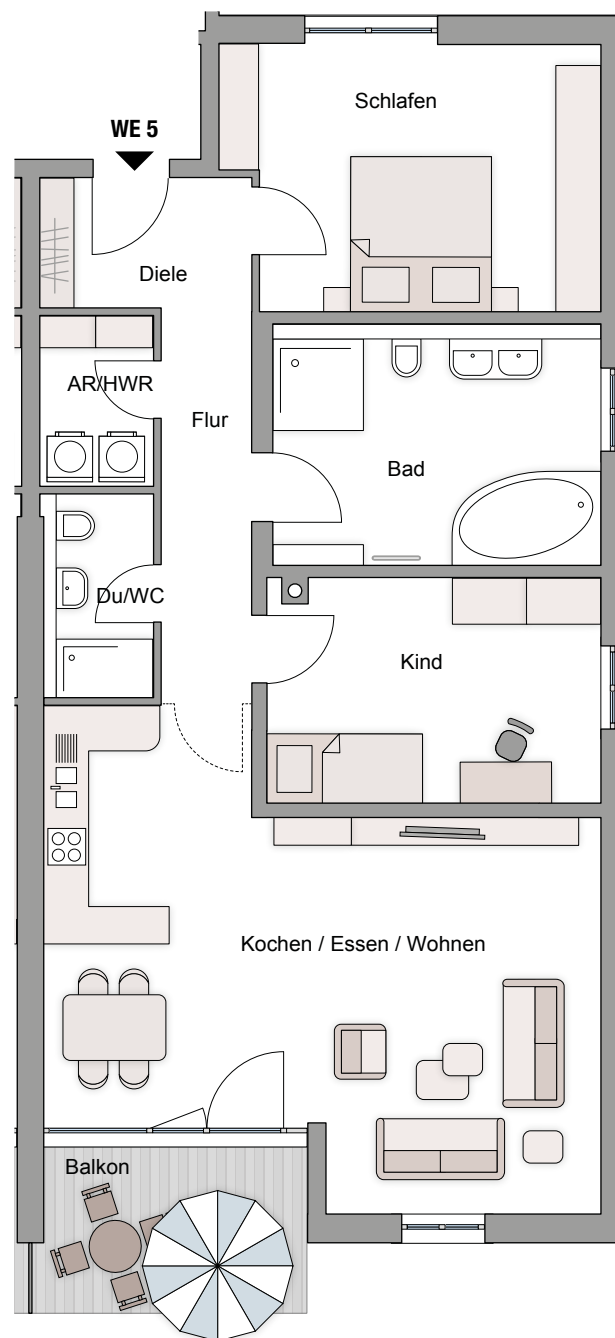 Schlafen
WE 5
Diele
AR/HWR
Flur
Bad
Du/WC
Kind
Kochen / Essen / Wohnen
Balkon